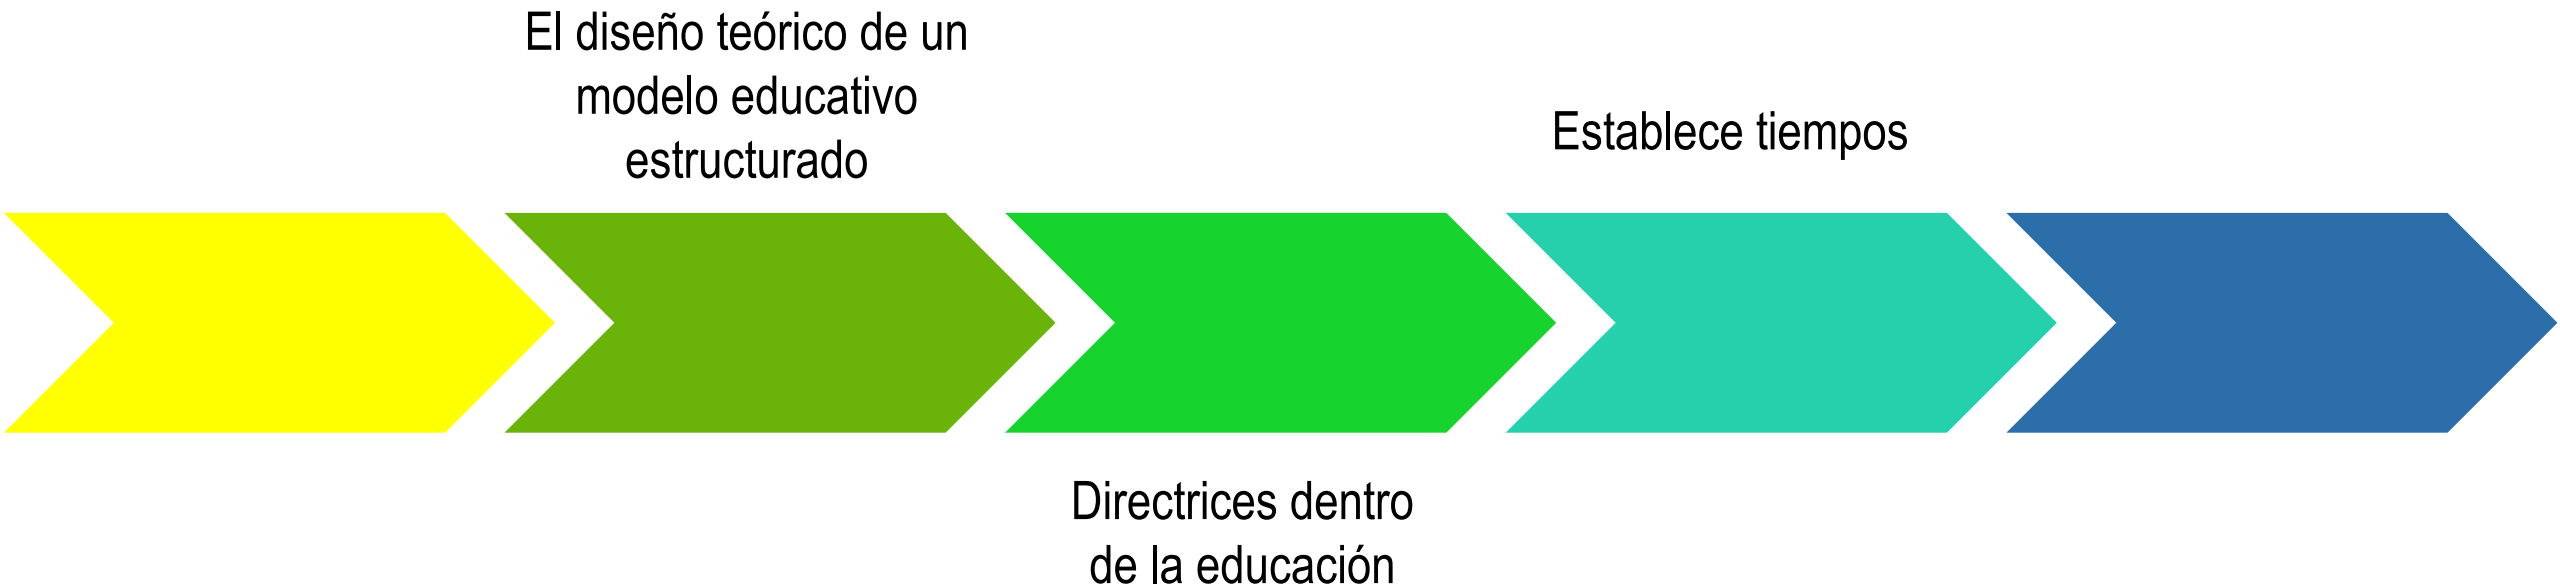 El diseño teórico de un
modelo educativo
estructurado
Establece tiempos
Directrices dentro
de la educación